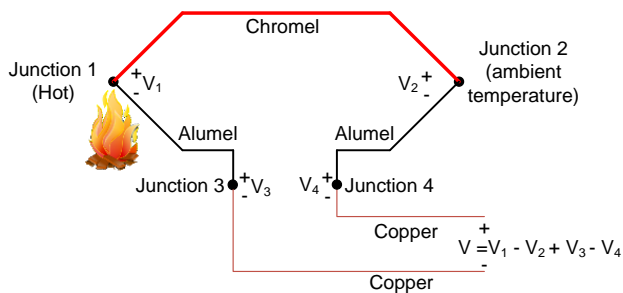 Chromel
Junction 1
(Hot)
+
-
V1
V2
+
-
Junction 2
(ambient
temperature)
Alumel
Alumel
Junction 3
+
-
V3
V4
+
-
Junction 4
Copper
+
V =V1 - V2 + V3 - V4
-
Copper